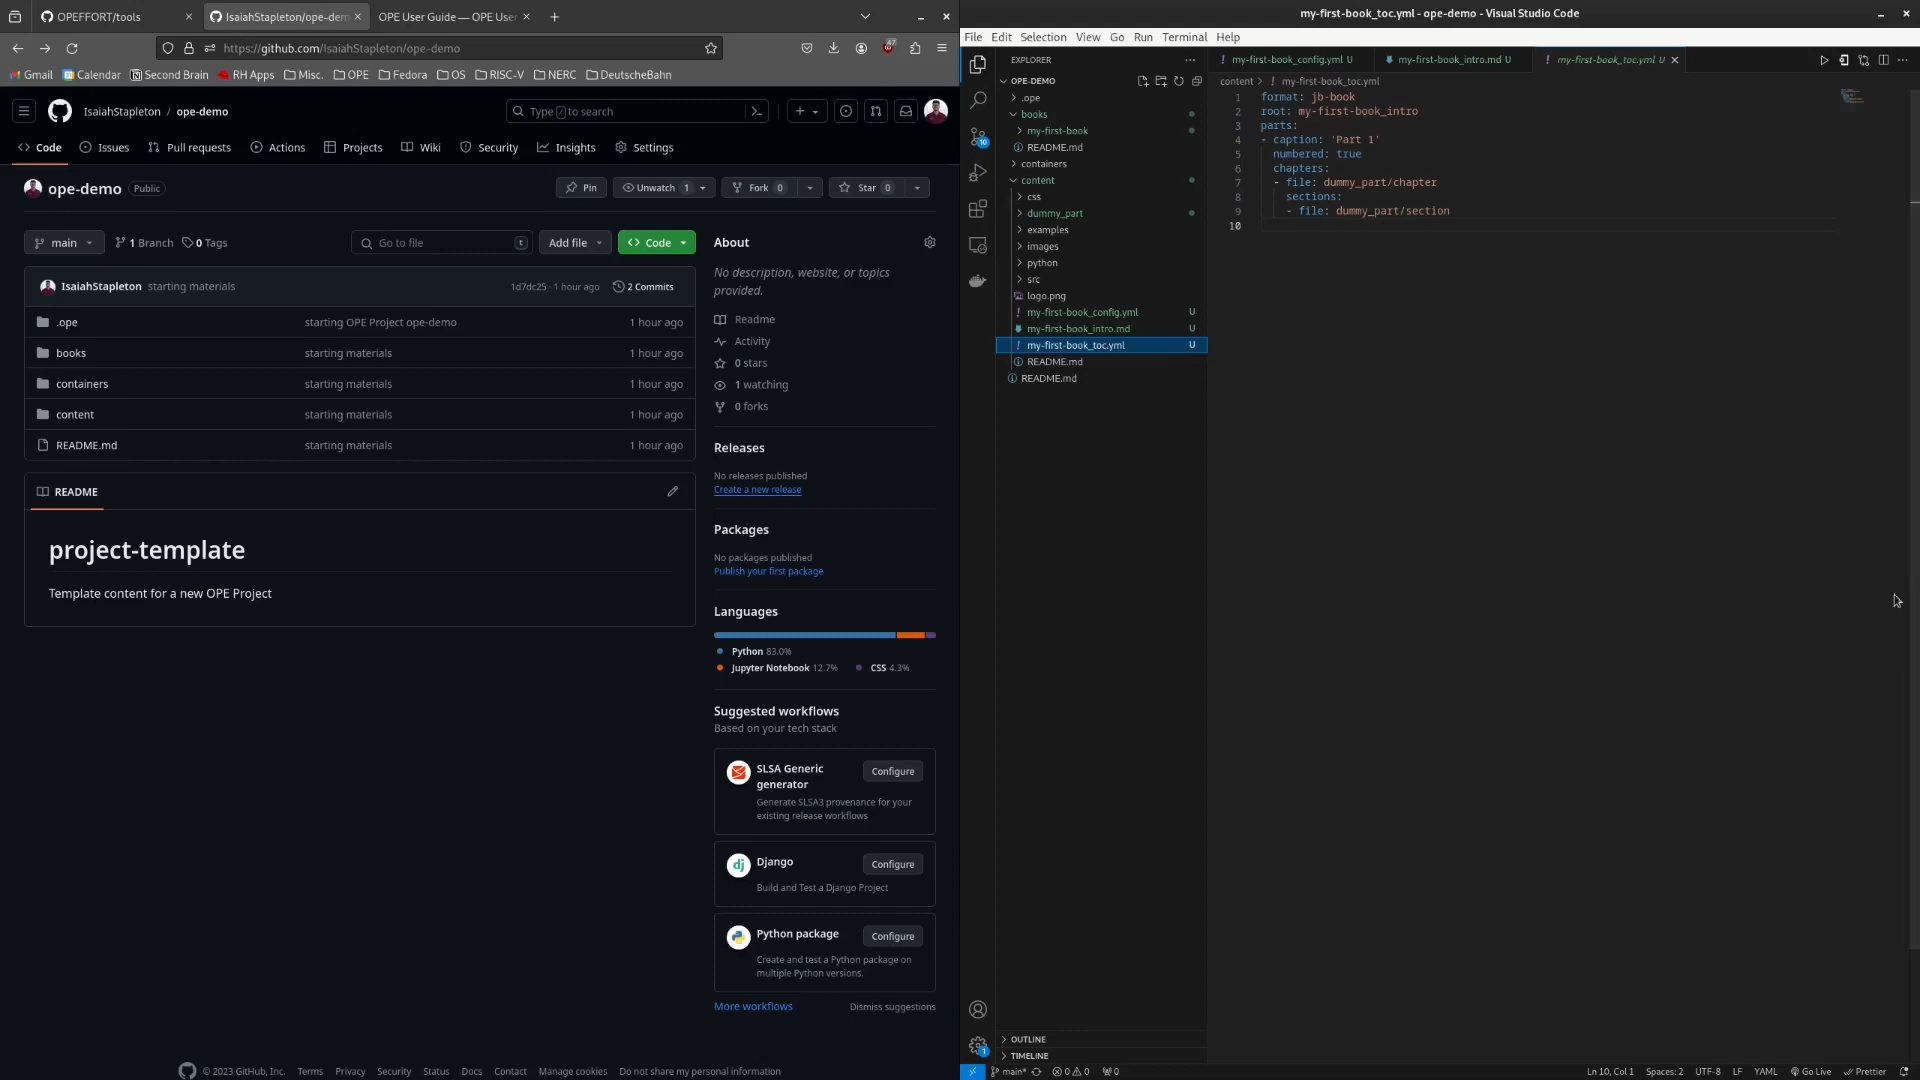 OPEFFORT/tools
IsaiahStapleton/ope-dem
OPE User Guide — OPE User
https://github.com/IsaiahStapleton/ope-demo
47
Gmail
Calendar
Second Brain
RH Apps
Misc.
OPE
Fedora
OS
RISC-V
NERC
DeutscheBahn
IsaiahStapleton / ope-demo
Type / to search
Code
Issues
Pull requests
Actions
Projects
Wiki
Security
Insights
Settings
ope-demo
Public
Pin
Unwatch 1
Fork 0
Star 0
main
1 Branch
0 Tags
Go to file
t
Add file
Code
IsaiahStapleton starting materials
1d7dc25 · 1 hour ago
2 Commits
.ope starting OPE Project ope-demo 1 hour ago
books starting materials 1 hour ago
containers starting materials 1 hour ago
content starting materials 1 hour ago
README.md starting materials 1 hour ago
README
project-template
Template content for a new OPE Project
About
No description, website, or topics
provided.
Readme
Activity
0 stars
1 watching
0 forks
Releases
No releases published
Create a new release
Packages
No packages published
Publish your first package
Languages
Python 83.0%
Jupyter Notebook 12.7%
CSS 4.3%
Suggested workflows
Based on your tech stack
SLSA Generic
generator
Configure
Generate SLSA3 provenance for your
existing release workflows
Django
Configure
Build and Test a Django Project
Python package
Configure
Create and test a Python package on
multiple Python versions.
More workflows
Dismiss suggestions
© 2023 GitHub, Inc.
Terms
Privacy
Security
Status
Docs
Contact
Manage cookies
Do not share my personal information
my-first-book_toc.yml - ope-demo - Visual Studio Code
File
Edit
Selection
View
Go
Run
Terminal
Help
EXPLORER
OPE-DEMO
.ope
books
my-first-book
README.md
containers
content
css
dummy_part
examples
images
python
src
logo.png
my-first-book_config.yml U
my-first-book_intro.md U
my-first-book_toc.yml U
README.md
README.md
OUTLINE
TIMELINE
10
1
my-first-book_config.yml U
my-first-book_intro.md U
my-first-book_toc.yml U
content > my-first-book_toc.yml
1 format: jb-book
2 root: my-first-book_intro
3 parts:
4 - caption: 'Part 1'
5 numbered: true
6 chapters:
7 - file: dummy_part/chapter
8 sections:
9 - file: dummy_part/section
10
main*
0
0
0
Ln 10, Col 1
Spaces: 2
UTF-8
LF
YAML
Go Live
Prettier